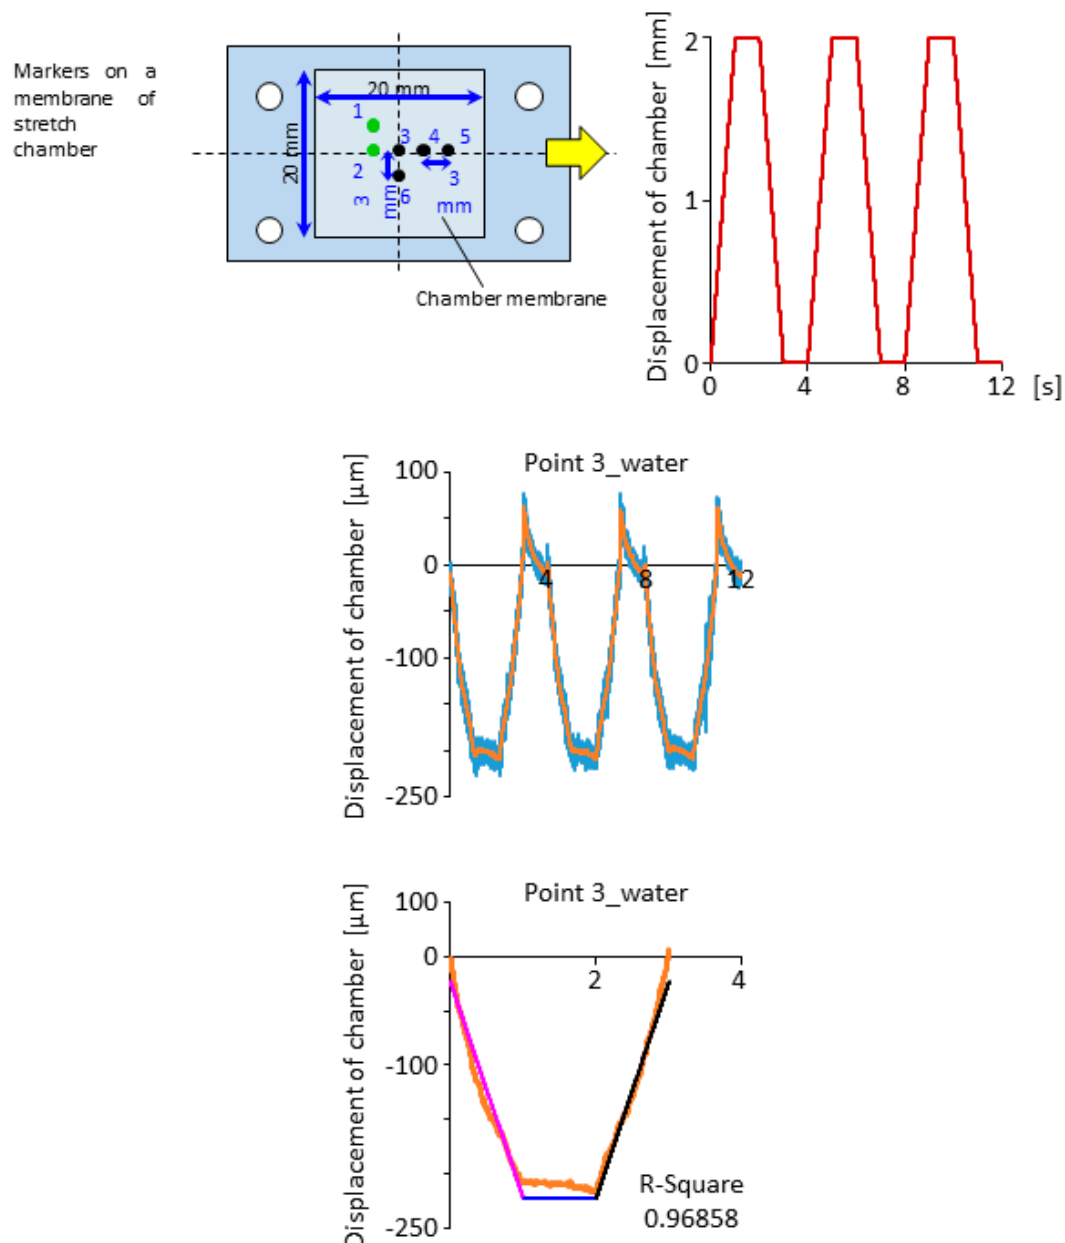 Markers on a
membrane of
stretch
chamber
20 mm
20 mm
1
2
3
4
5
6
3
mm
3
mm
Chamber membrane
Displacement of chamber [mm]
2
1
0
0
4
8
12
[s]
Point 3_water
Displacement of chamber [µm]
100
0
-100
-250
4
8
12
Point 3_water
Displacement of chamber [µm]
100
0
-100
-250
2
4
R-Square
0.96858